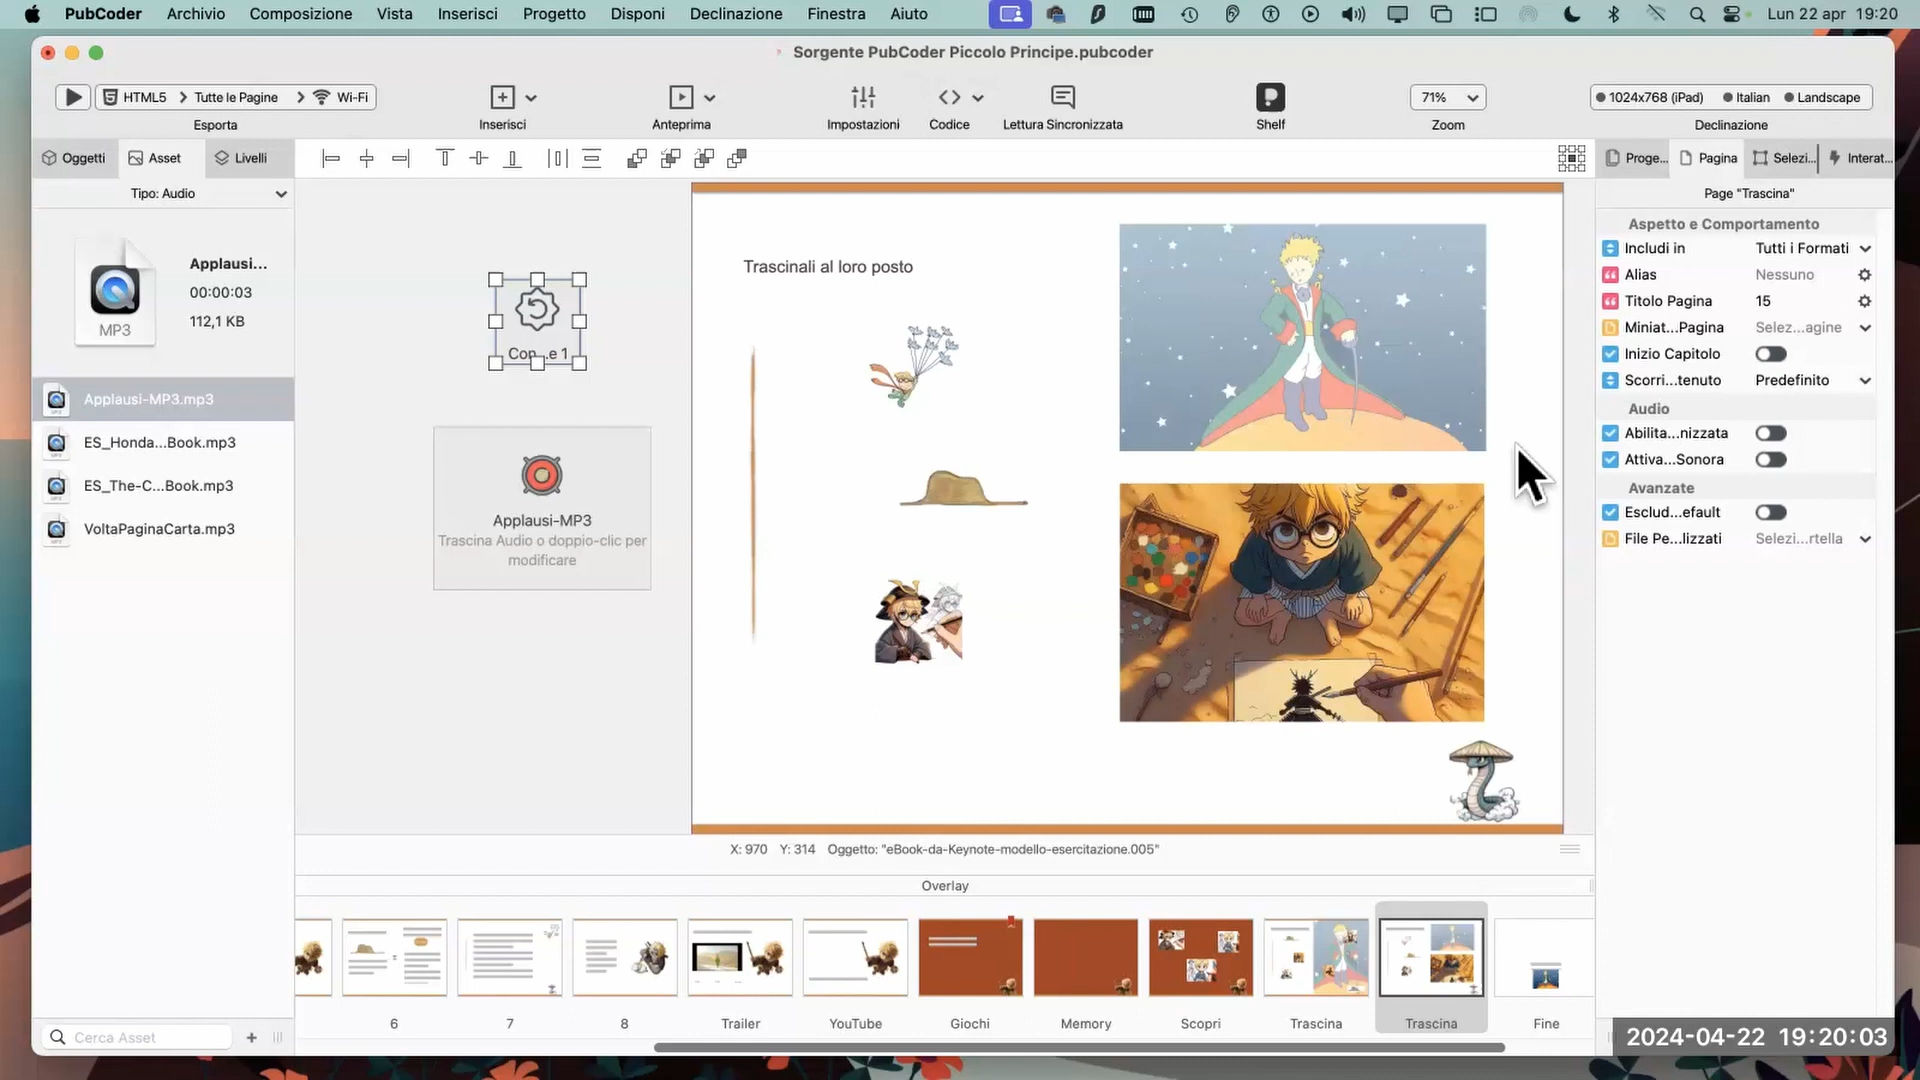 PubCoder Archivio Composizione Vista Inserisci Progetto Disponi Declinazione Finestra Aiuto Lun 22 apr 19:20
Sorgente PubCoder Piccolo Principe.pubcoder
HTML5 Tutte le Pagine Wi-Fi
71%
1024x768 (iPad) Italian Landscape
Esporta Inserisci Anteprima Impostazioni Codice Lettura Sincronizzata Shelf Zoom Declinazione
Oggetti Asset Livelli
Proge... Pagina Selezi... Interat...
Tipo: Audio
Page "Trascina"
Applausi...
00:00:03
112,1 KB
MP3
Applausi-MP3.mp3
ES_Honda...Book.mp3
ES_The-C...Book.mp3
VoltaPaginaCarta.mp3
Cerca Asset
Con...e 1
Applausi-MP3
Trascina Audio o doppio-clic per
modificare
Trascinali al loro posto
Aspetto e Comportamento
Includi in Tutti i Formati
Alias Nessuno
Titolo Pagina 15
Miniat...Pagina Selez...agine
Inizio Capitolo
Scorri...tenuto Predefinito
Audio
Abilita...nizzata
Attiva...Sonora
Avanzate
Esclud...efault
File Pe...lizzati Selezi...rtella
X: 970 Y: 314 Oggetto: "eBook-da-Keynote-modello-esercitazione.005"
Overlay
6 7 8 Trailer YouTube Giochi Memory Scopri Trascina Trascina Fine
2024-04-22 19:20:03